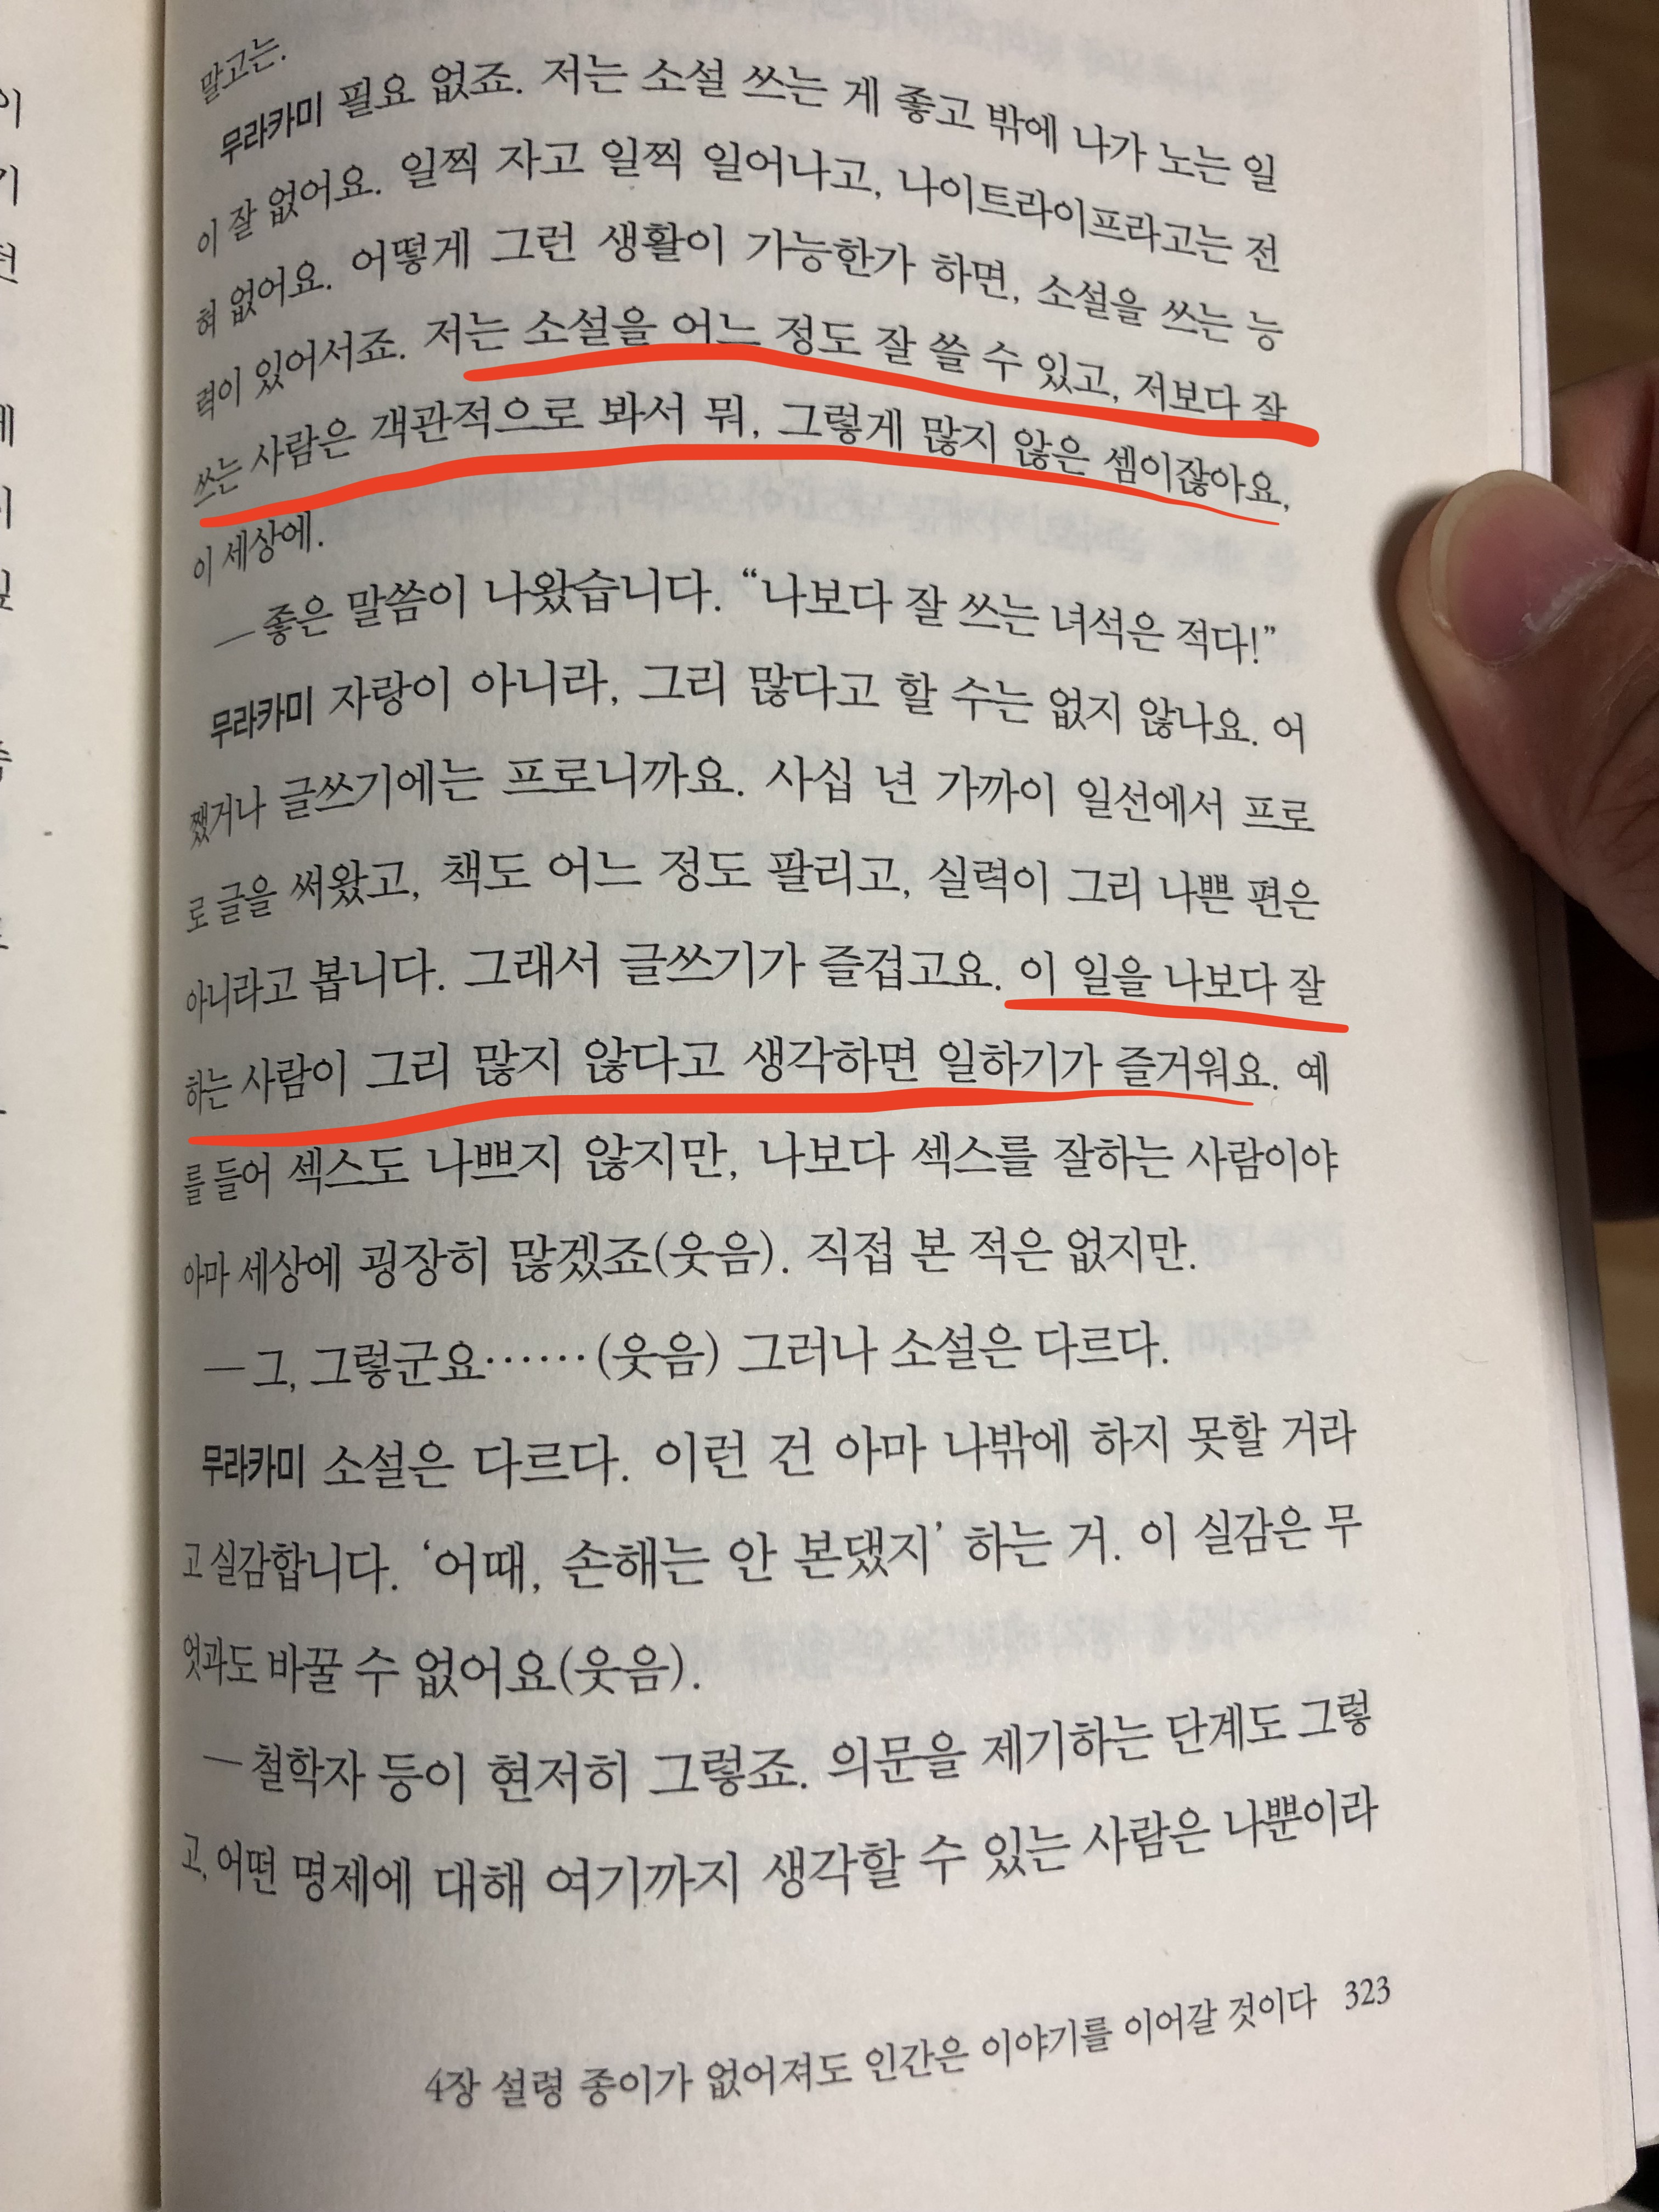 말고는.
무라카미 필요 없죠. 저는 소설 쓰는 게 좋고 밖에 나가 노는 일
이 잘 없어요. 일찍 자고 일찍 일어나고, 나이트라이프라고는 전
혀 없어요. 어떻게 그런 생활이 가능한가 하면, 소설을 쓰는 능
력이 있어서죠. 저는 소설을 어느 정도 잘 쓸 수 있고, 저보다 잘
쓰는 사람은 객관적으로 봐서 뭐, 그렇게 많지 않은 셈이잖아요,
이 세상에.
—좋은 말씀이 나왔습니다. “나보다 잘 쓰는 녀석은 적다!”
무라카미 자랑이 아니라, 그리 많다고 할 수는 없지 않나요. 어
쨌거나 글쓰기에는 프로니까요. 사십 년 가까이 일선에서 프로
로 글을 써왔고, 책도 어느 정도 팔리고, 실력이 그리 나쁜 편은
아니라고 봅니다. 그래서 글쓰기가 즐겁고요. 이 일을 나보다 잘
하는 사람이 그리 많지 않다고 생각하면 일하기가 즐거워요. 예
를 들어 섹스도 나쁘지 않지만, 나보다 섹스를 잘하는 사람이야
아마 세상에 굉장히 많겠죠(웃음). 직접 본 적은 없지만.
—그, 그렇군요……(웃음) 그러나 소설은 다르다.
무라카미 소설은 다르다. 이런 건 아마 나밖에 하지 못할 거라
고 실감합니다. ‘어때, 손해는 안 본댔지’ 하는 거. 이 실감은 무
엇과도 바꿀 수 없어요(웃음).
—철학자 등이 현저히 그렇죠. 의문을 제기하는 단계도 그렇
고, 어떤 명제에 대해 여기까지 생각할 수 있는 사람은 나뿐이라
4장 설령 종이가 없어져도 인간은 이야기를 이어갈 것이다 323